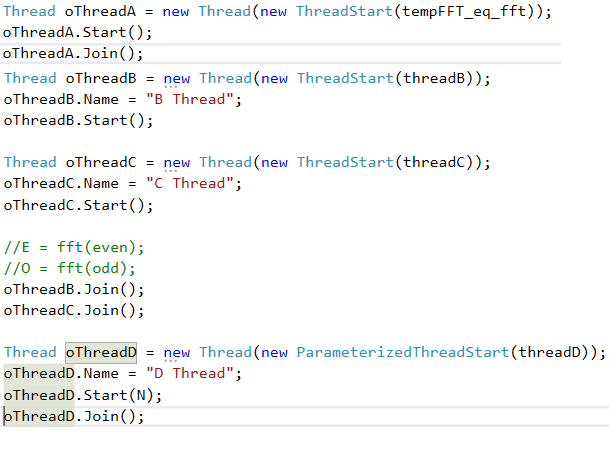 Thread oThreadA = new Thread(new ThreadStart(tempFFT_eq_fft));
oThreadA.Start();
oThreadA.Join();
Thread oThreadB = new Thread(new ThreadStart(threadB));
oThreadB.Name = "B Thread";
oThreadB.Start();
Thread oThreadC = new Thread(new ThreadStart(threadC));
oThreadC.Name = "C Thread";
oThreadC.Start();
//E = fft(even);
//O = fft(odd);
oThreadB.Join();
oThreadC.Join();
Thread oThreadD = new Thread(new ParameterizedThreadStart(threadD));
oThreadD.Name = "D Thread";
oThreadD.Start(N);
oThreadD.Join();